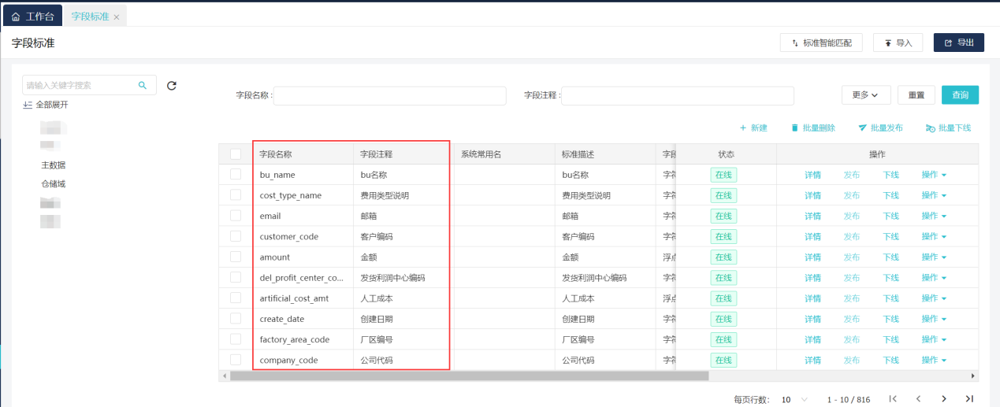 工作台 字段标准 ×
字段标准 标准智能匹配 导入 导出
请输入关键字搜索
全部展开
主数据
仓储域
字段名称: 字段注释: 更多 重置 查询
+ 新建 批量删除 批量发布 批量下线
字段名称 字段注释 系统常用名 标准描述 字段 状态 操作
bu_name bu名称 bu名称 字符 在线 详情 发布 下线 操作
cost_type_name 费用类型说明 费用类型说明 字符 在线 详情 发布 下线 操作
email 邮箱 邮箱 字符 在线 详情 发布 下线 操作
customer_code 客户编码 客户编码 字符 在线 详情 发布 下线 操作
amount 金额 金额 浮点 在线 详情 发布 下线 操作
del_profit_center_co... 发货利润中心编码 发货利润中心编码 字符 在线 详情 发布 下线 操作
artificial_cost_amt 人工成本 人工成本 浮点 在线 详情 发布 下线 操作
create_date 创建日期 创建日期 字符 在线 详情 发布 下线 操作
factory_area_code 厂区编号 厂区编号 字符 在线 详情 发布 下线 操作
company_code 公司代码 公司代码 字符 在线 详情 发布 下线 操作
每页行数: 10 1 - 10 / 816